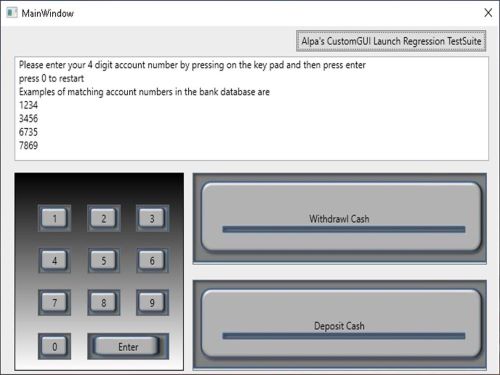 MainWindow
Alpa's CustomGUI Launch Regression TestSuite
Please enter your 4 digit account number by pressing on the key pad and then press enter
press 0 to restart
Examples of matching account numbers in the bank database are
1234
3456
6735
7869
1 2 3
4 5 6
7 8 9
0 Enter
Withdrawl Cash
Deposit Cash